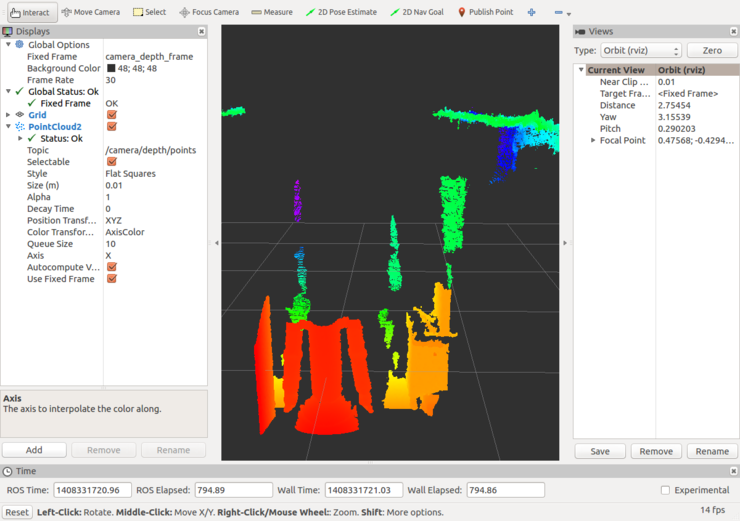 Interact Move Camera Select Focus Camera Measure 2D Pose Estimate 2D Nav Goal Publish Point
Displays
Global Options
Fixed Frame camera_depth_frame
Background Color 48; 48; 48
Frame Rate 30
Global Status: Ok
Fixed Frame OK
Grid
PointCloud2
Status: Ok
Topic /camera/depth/points
Selectable
Style Flat Squares
Size (m) 0.01
Alpha 1
Decay Time 0
Position Transf... XYZ
Color Transfor... AxisColor
Queue Size 10
Axis X
Autocompute V...
Use Fixed Frame
Axis
The axis to interpolate the color along.
Add Remove Rename
Views
Type: Orbit (rviz) Zero
Current View Orbit (rviz)
Near Clip ... 0.01
Target Fra... <Fixed Frame>
Distance 2.75454
Yaw 3.15539
Pitch 0.290203
Focal Point 0.47568; -0.4294...
Save Remove Rename
Time
ROS Time: 1408331720.96 ROS Elapsed: 794.89 Wall Time: 1408331721.03 Wall Elapsed: 794.86 Experimental
Reset Left-Click: Rotate. Middle-Click: Move X/Y. Right-Click/Mouse Wheel:: Zoom. Shift: More options. 14 fps